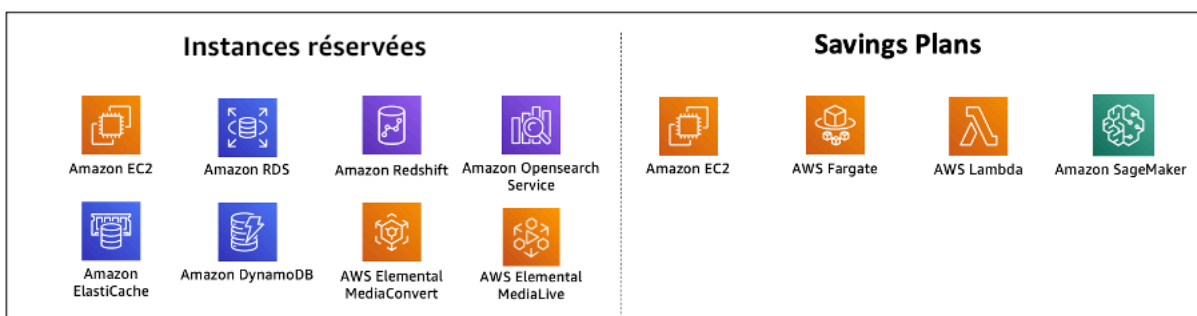 Instances réservées
Savings Plans
Amazon EC2
Amazon RDS
Amazon Redshift
Amazon Opensearch
Service
Amazon EC2
AWS Fargate
AWS Lambda
Amazon SageMaker
Amazon
ElastiCache
Amazon DynamoDB
AWS Elemental
MediaConvert
AWS Elemental
MediaLive